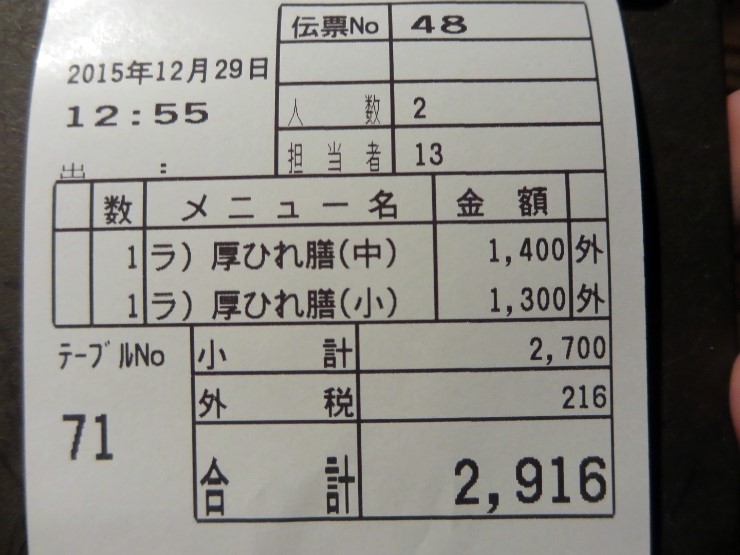 伝票No 48
2015年12月29日
12:55
人数 2
担当者 13
数 メニュー名 金額
1 ラ) 厚ひれ膳(中) 1,400 外
1 ラ) 厚ひれ膳(小) 1,300 外
テーブルNo
71
小計 2,700
外税 216
合計 2,916